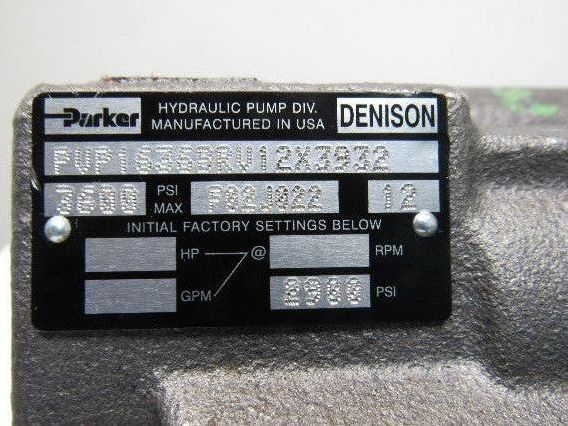 Parker HYDRAULIC PUMP DIV. MANUFACTURED IN USA DENISON
PVP16368RV12X3932
3600 PSI MAX F02J022 12
INITIAL FACTORY SETTINGS BELOW
HP @ RPM
GPM 2900 PSI